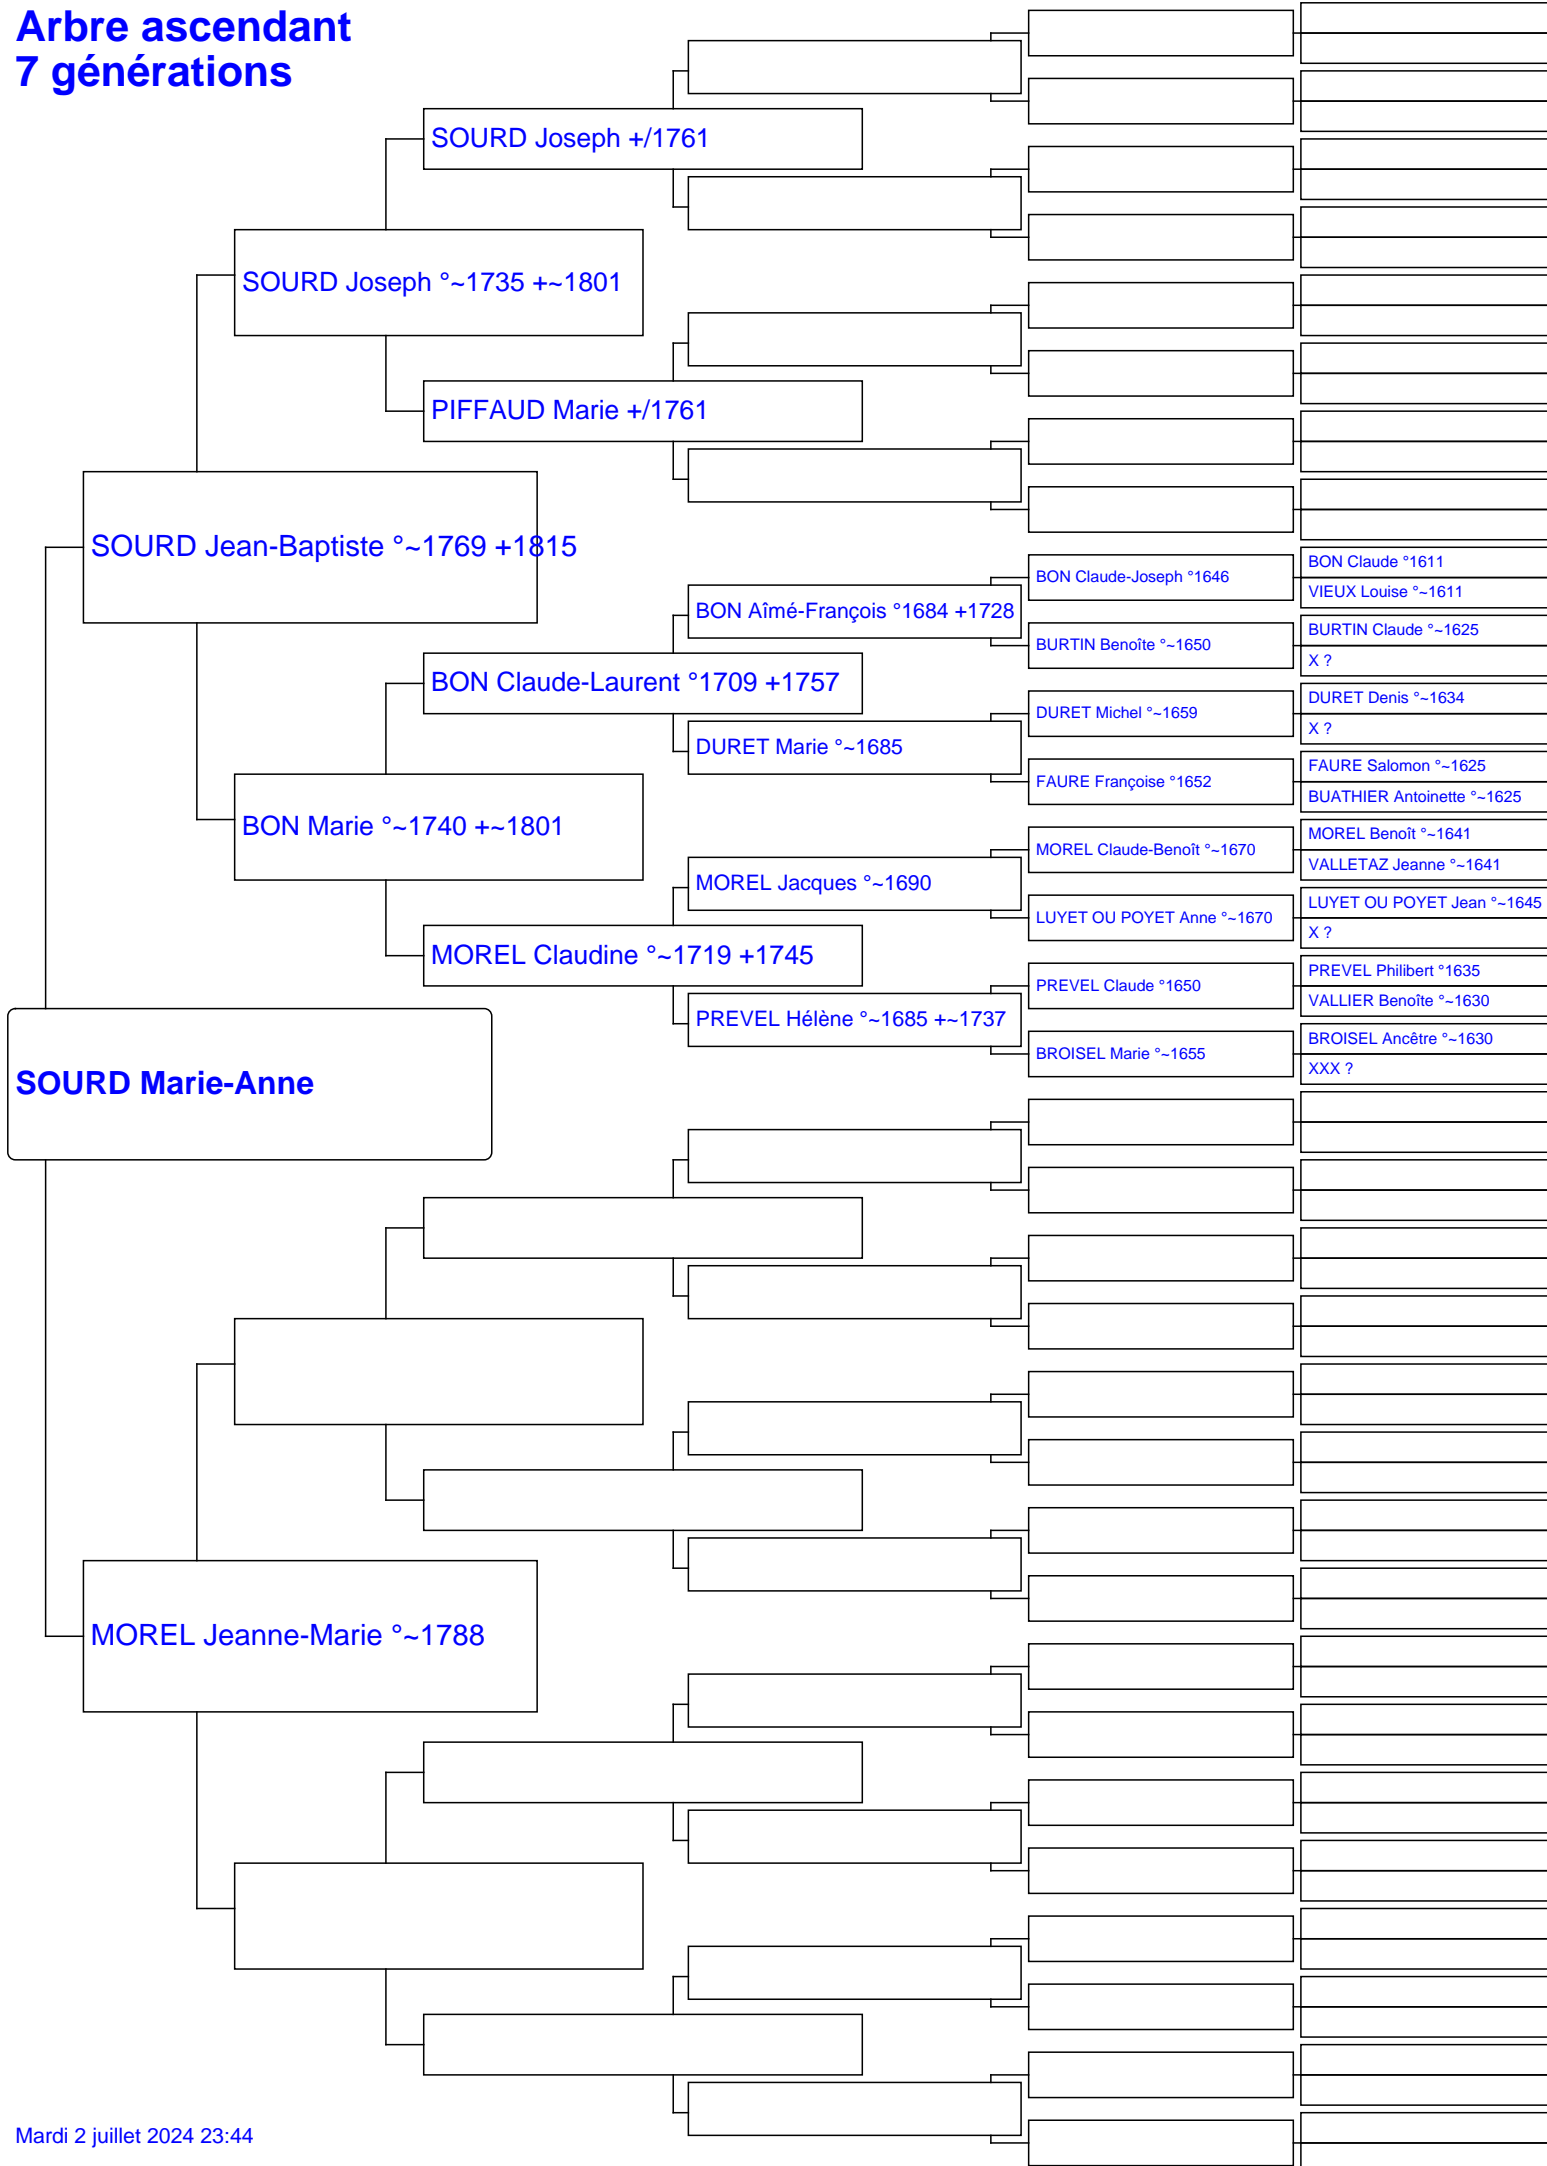 Arbre ascendant
7 générations
SOURD Joseph +/1761
SOURD Joseph °~1735 +~1801
PIFFAUD Marie +/1761
SOURD Jean-Baptiste °~1769 +1815
BON Claude °1611
BON Claude-Joseph °1646
VIEUX Louise °~1611
BON Aîmé-François °1684 +1728
BURTIN Claude °~1625
BURTIN Benoîte °~1650
X ?
BON Claude-Laurent °1709 +1757
DURET Denis °~1634
DURET Michel °~1659
X ?
DURET Marie °~1685
FAURE Salomon °~1625
FAURE Françoise °1652
BUATHIER Antoinette °~1625
BON Marie °~1740 +~1801
MOREL Benoît °~1641
MOREL Claude-Benoît °~1670
VALLETAZ Jeanne °~1641
MOREL Jacques °~1690
LUYET OU POYET Jean °~1645
LUYET OU POYET Anne °~1670
X ?
MOREL Claudine °~1719 +1745
PREVEL Philibert °1635
PREVEL Claude °1650
VALLIER Benoîte °~1630
PREVEL Hélène °~1685 +~1737
BROISEL Ancêtre °~1630
BROISEL Marie °~1655
XXX ?
SOURD Marie-Anne
MOREL Jeanne-Marie °~1788
Mardi 2 juillet 2024 23:44